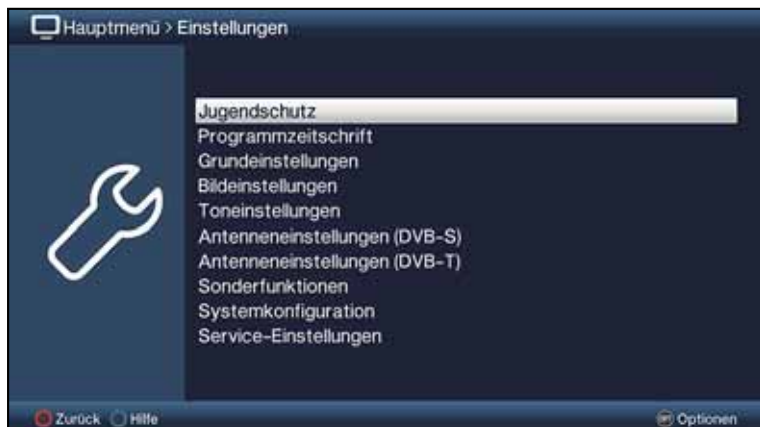 Hauptmenü > Einstellungen
Jugendschutz
Programmzeitschrift
Grundeinstellungen
Bildeinstellungen
Toneinstellungen
Antenneneinstellungen (DVB-S)
Antenneneinstellungen (DVB-T)
Sonderfunktionen
Systemkonfiguration
Service-Einstellungen
Zurück Hilfe Optionen